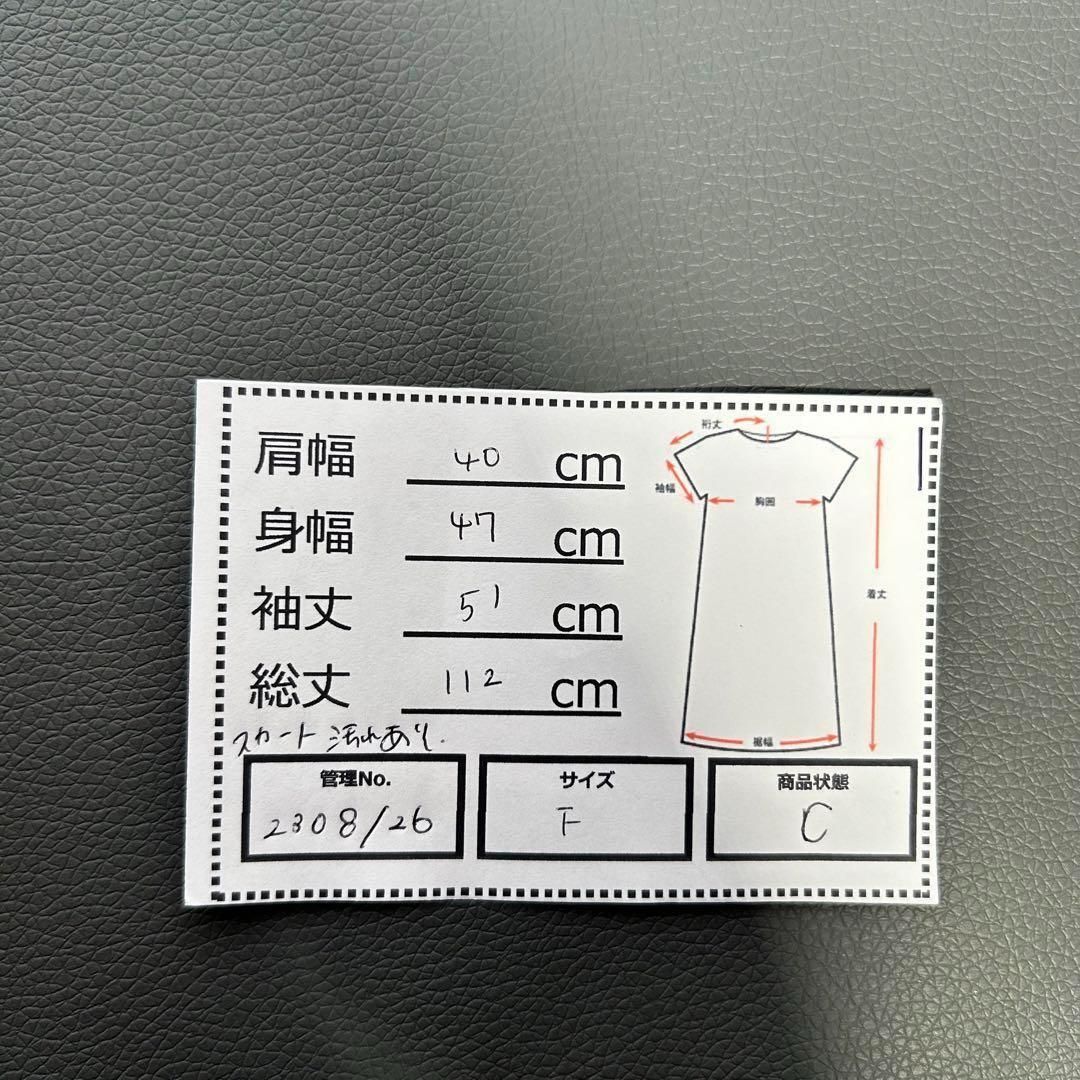 肩幅 40 cm
身幅 47 cm
袖丈 51 cm
総丈 112 cm
スカート 汚れあり.
裄丈
袖幅
胸囲
着丈
裾幅
管理No.
2308/26
サイズ
F
商品状態
C